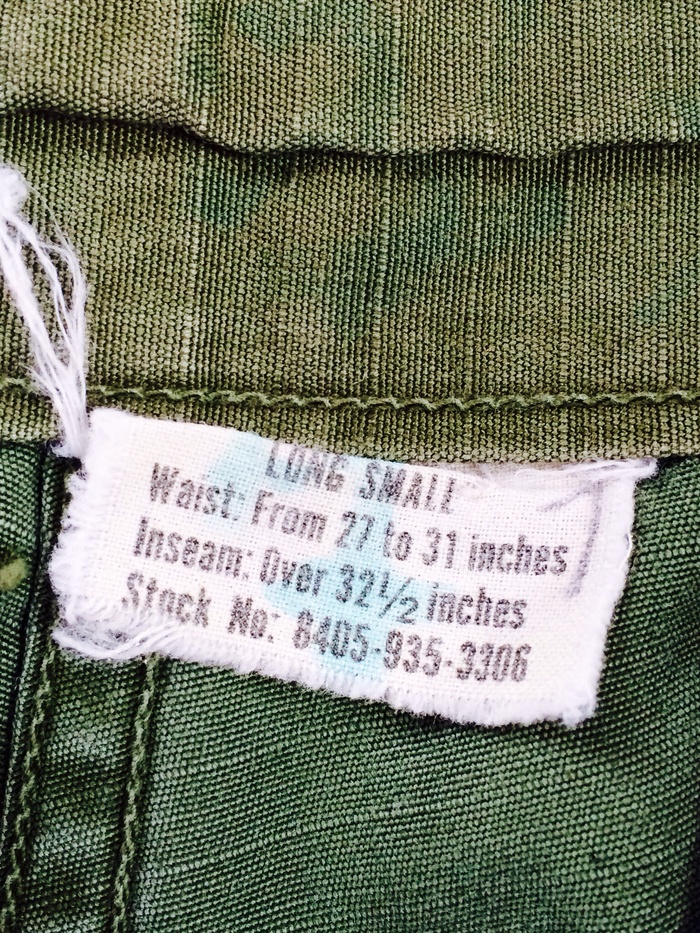 LONG SMALL
Waist: From 27 to 31 inches
Inseam: Over 32½ inches
Stock No: 8405-935-3306